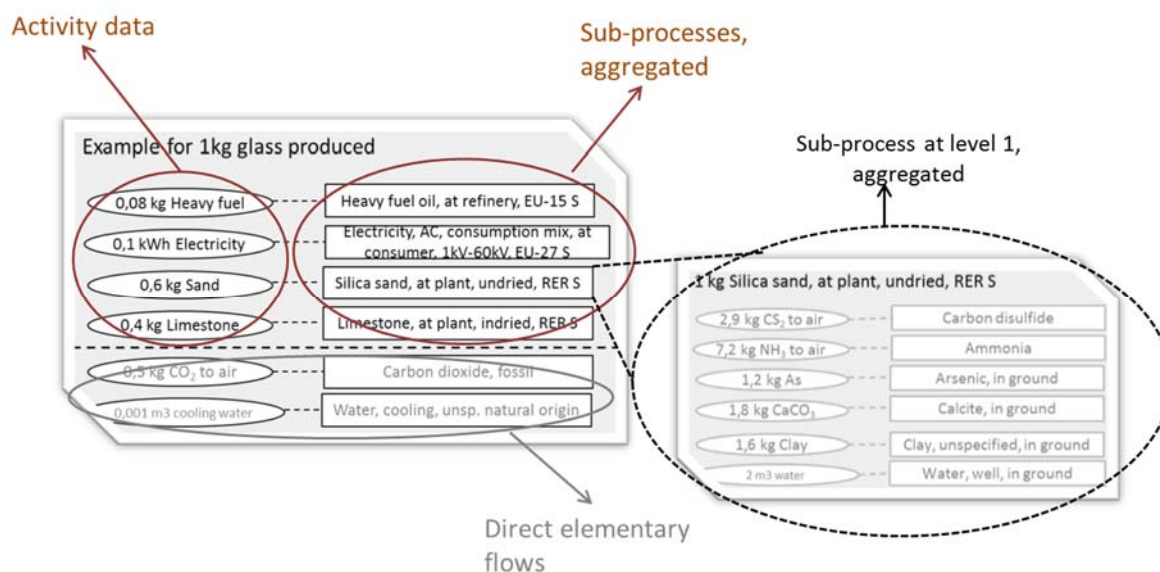 Activity data
Sub-processes,
aggregated
Example for 1kg glass produced
0,08 kg Heavy fuel
Heavy fuel oil, at refinery, EU-15 S
0,1 kWh Electricity
Electricity, AC, consumption mix, at
consumer, 1kV-60kV, EU-27 S
0,6 kg Sand
Silica sand, at plant, undried, RER S
0,4 kg Limestone
Limestone, at plant, indried, RER S
0,5 kg CO₂ to air
Carbon dioxide, fossil
0,001 m3 cooling water
Water, cooling, unsp. natural origin
Direct elementary
flows
Sub-process at level 1,
aggregated
1 kg Silica sand, at plant, undried, RER S
2,9 kg CS₂ to air
Carbon disulfide
7,2 kg NH₃ to air
Ammonia
1,2 kg As
Arsenic, in ground
1,8 kg CaCO₃
Calcite, in ground
1,6 kg Clay
Clay, unspecified, in ground
2 m3 water
Water, well, in ground